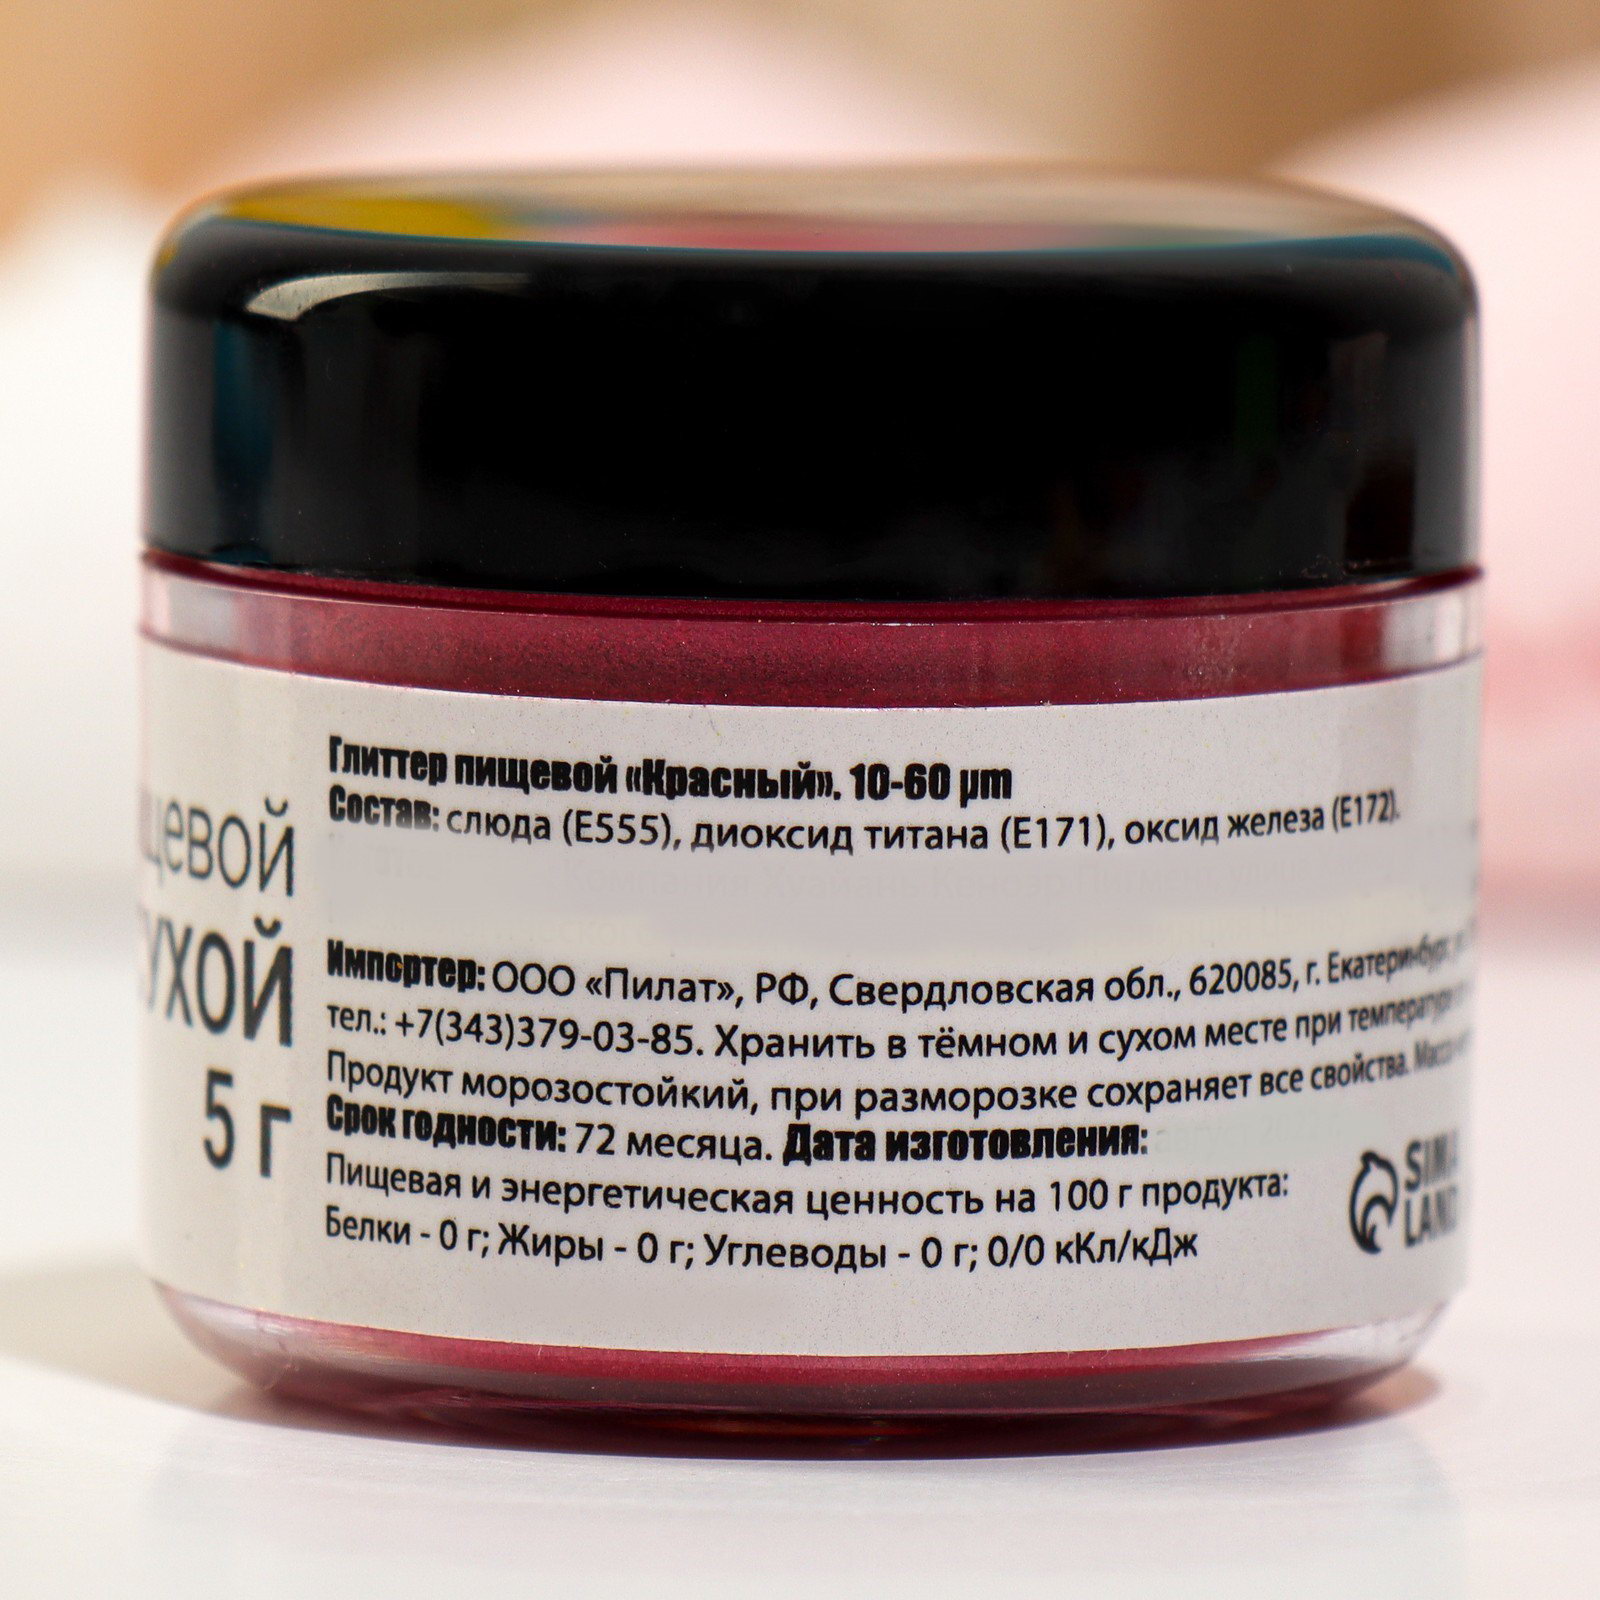 Глиттер пищевой «Красный». 10-60 µm
Состав: слюда (Е555), диоксид титана (Е171), оксид железа (Е172).
Импортер: ООО «Пилат», РФ, Свердловская обл., 620085, г. Екатеринбург,
тел.: +7(343)379-03-85. Хранить в тёмном и сухом месте при температуре
Продукт морозостойкий, при разморозке сохраняет все свойства. Масса
Срок годности: 72 месяца. Дата изготовления:
Пищевая и энергетическая ценность на 100 г продукта:
Белки - 0 г; Жиры - 0 г; Углеводы - 0 г; 0/0 кКл/кДж
щевой
ухой
5 г
SIMA
LAND